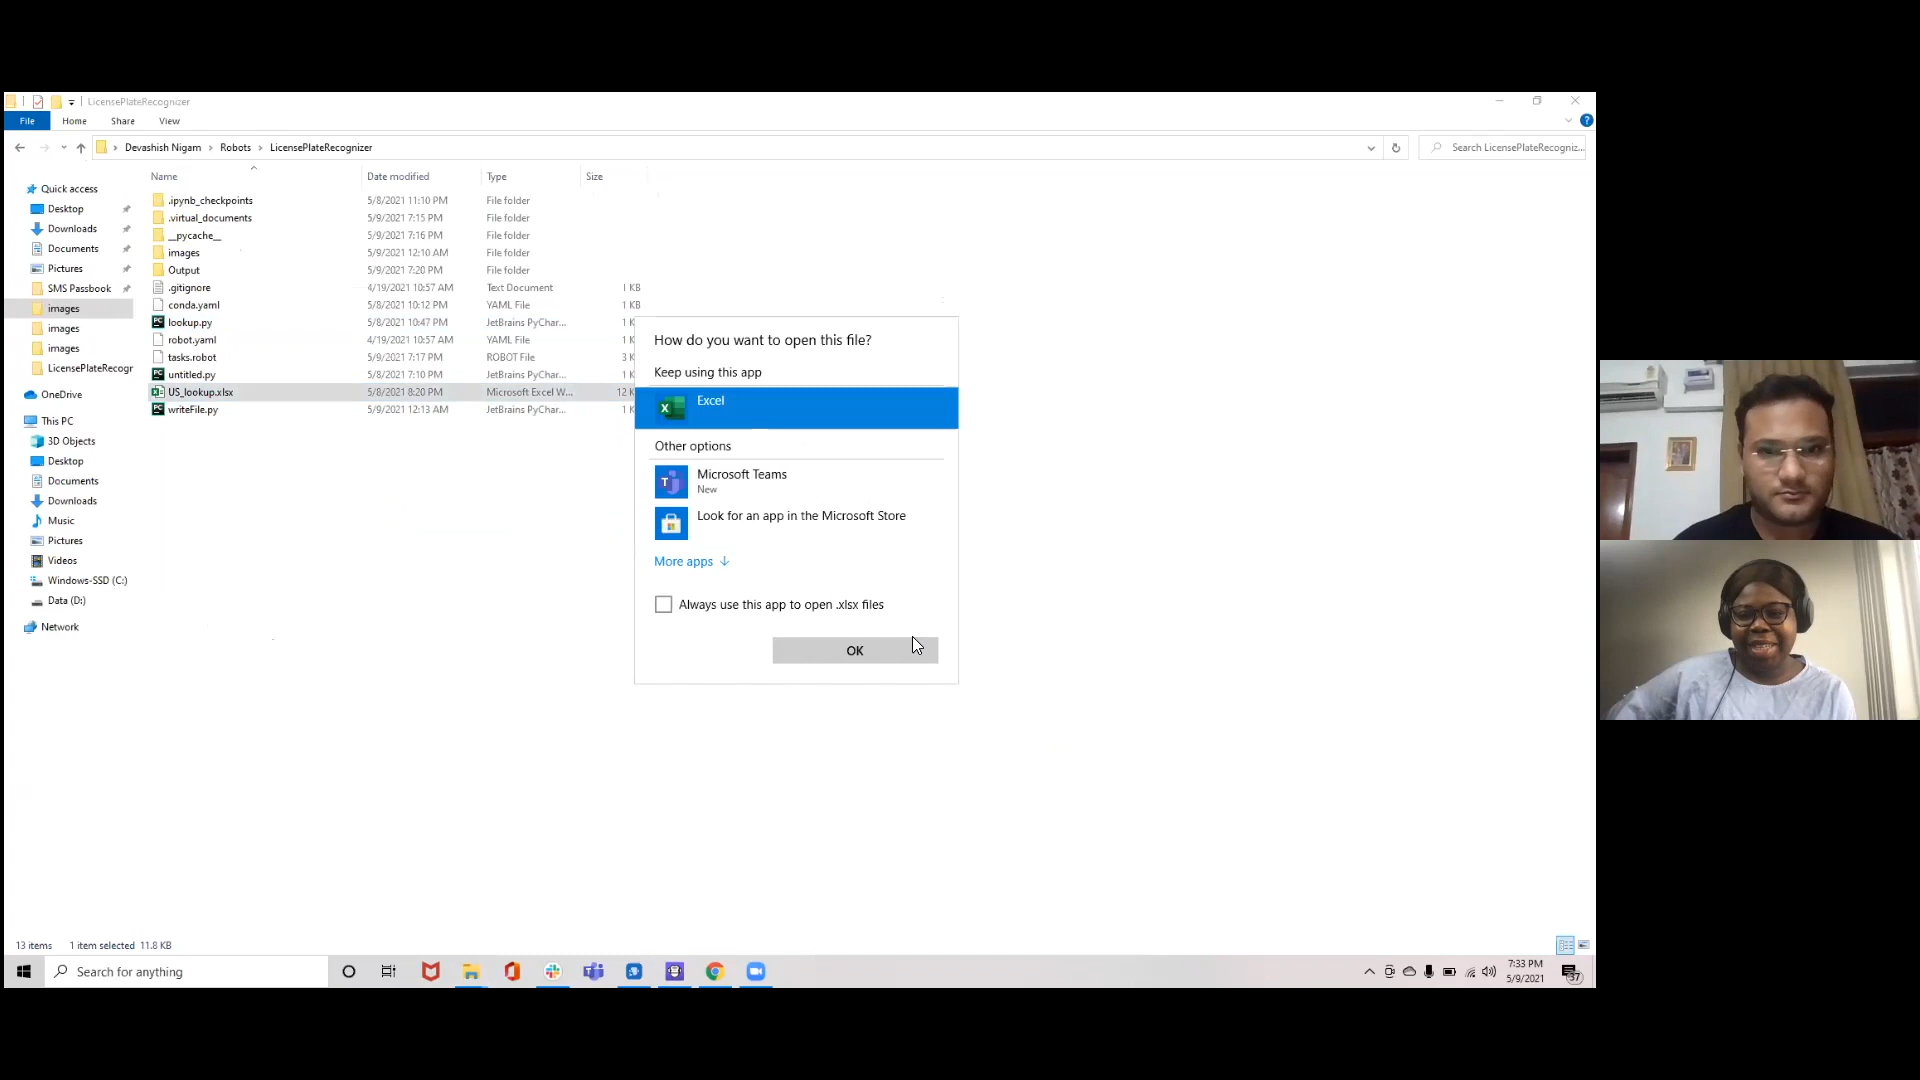 LicensePlateRecognizer
File Home Share View
Devashish Nigam > Robots > LicensePlateRecognizer
Search LicensePlateRecogniz...
Name Date modified Type Size
Quick access
Desktop
Downloads
Documents
Pictures
SMS Passbook
images
images
images
LicensePlateRecogr
OneDrive
This PC
3D Objects
Desktop
Documents
Downloads
Music
Pictures
Videos
Windows-SSD (C:)
Data (D:)
Network
.ipynb_checkpoints 5/8/2021 11:10 PM File folder
.virtual_documents 5/9/2021 7:15 PM File folder
__pycache__ 5/9/2021 7:16 PM File folder
images 5/9/2021 12:10 AM File folder
Output 5/9/2021 7:20 PM File folder
.gitignore 4/19/2021 10:57 AM Text Document 1 KB
conda.yaml 5/8/2021 10:12 PM YAML File 1 KB
lookup.py 5/8/2021 10:47 PM JetBrains PyChar... 1 K
robot.yaml 4/19/2021 10:57 AM YAML File 1 K
tasks.robot 5/9/2021 7:17 PM ROBOT File 3 K
untitled.py 5/9/2021 7:10 PM JetBrains PyChar... 1 K
US_lookup.xlsx 5/8/2021 8:20 PM Microsoft Excel W... 12 K
writeFile.py 5/9/2021 12:13 AM JetBrains PyChar... 1 K
How do you want to open this file?
Keep using this app
Excel
Other options
Microsoft Teams
New
Look for an app in the Microsoft Store
More apps
Always use this app to open .xlsx files
OK
13 items 1 item selected 11.8 KB
Search for anything
7:33 PM
5/9/2021
37